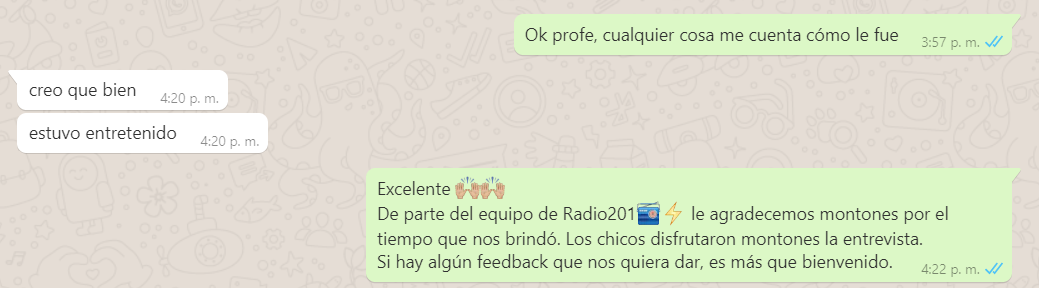 Ok profe, cualquier cosa me cuenta cómo le fue
3:57 p. m.
creo que bien
4:20 p. m.
estuvo entretenido
4:20 p. m.
Excelente 🙌🏼🙌🏼
De parte del equipo de Radio201📻⚡ le agradecemos montones por el
tiempo que nos brindó. Los chicos disfrutaron montones la entrevista.
Si hay algún feedback que nos quiera dar, es más que bienvenido.
4:22 p. m.